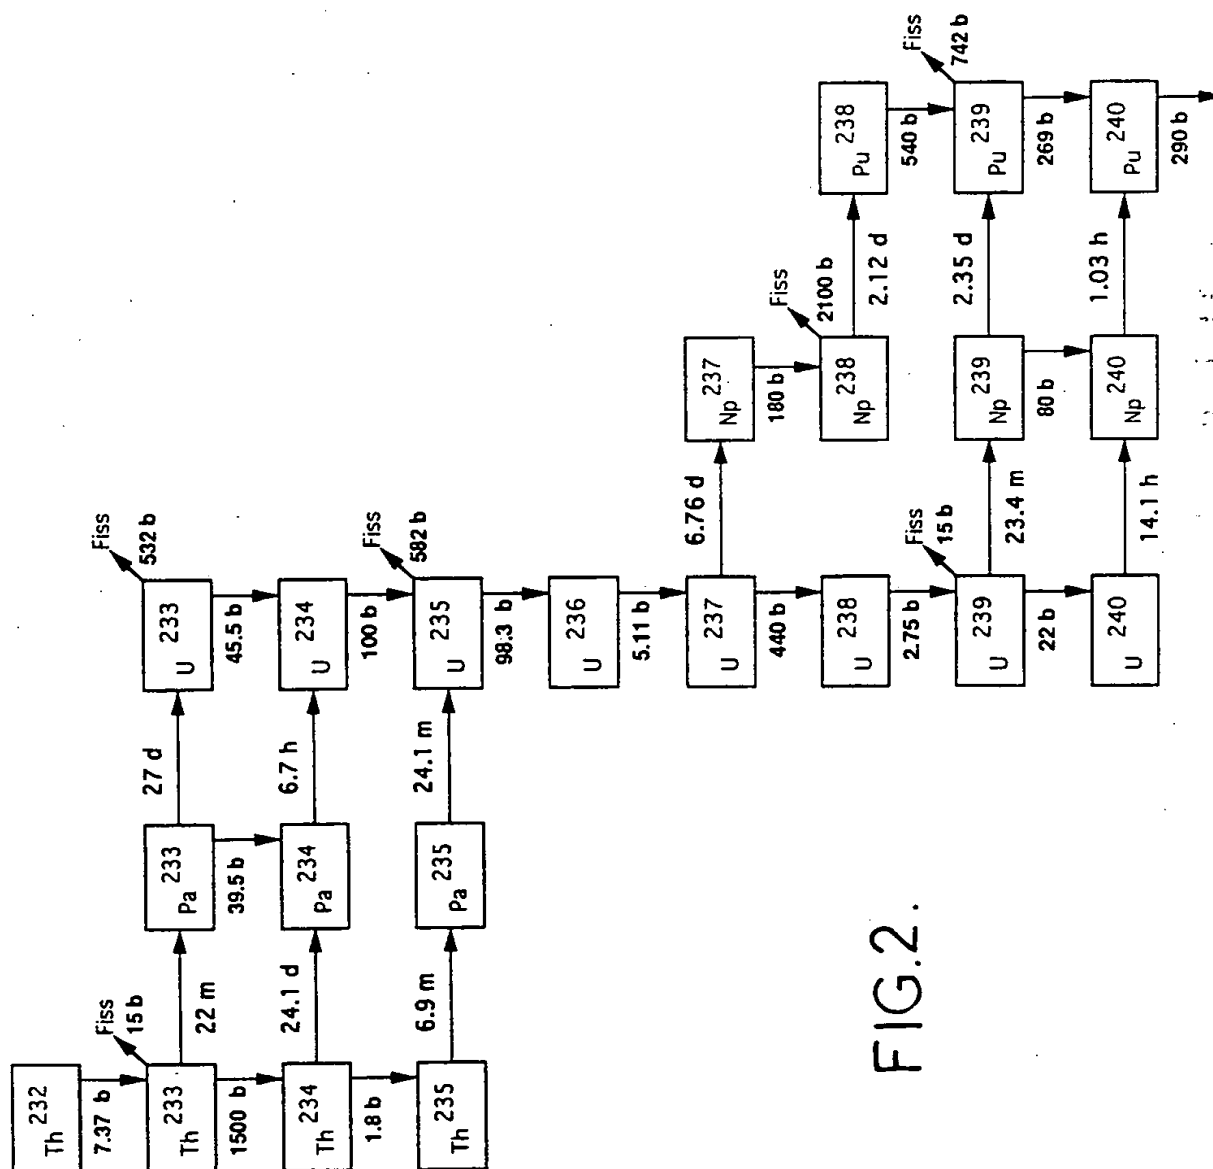 Th 232
7.37 b
Th 233
Fiss
15 b
1500 b
22 m
Th 234
1.8 b
24.1 d
Th 235
6.9 m
Pa 233
39.5 b
27 d
Pa 234
6.7 h
Pa 235
24.1 m
U 233
Fiss
532 b
45.5 b
U 234
100 b
U 235
Fiss
582 b
98.3 b
U 236
5.11 b
U 237
440 b
6.76 d
U 238
2.75 b
U 239
Fiss
15 b
22 b
23.4 m
U 240
14.1 h
Np 237
180 b
Np 238
Fiss
2100 b
2.12 d
Np 239
80 b
2.35 d
Np 240
1.03 h
Pu 238
540 b
Pu 239
Fiss
742 b
269 b
Pu 240
290 b
FIG.2.